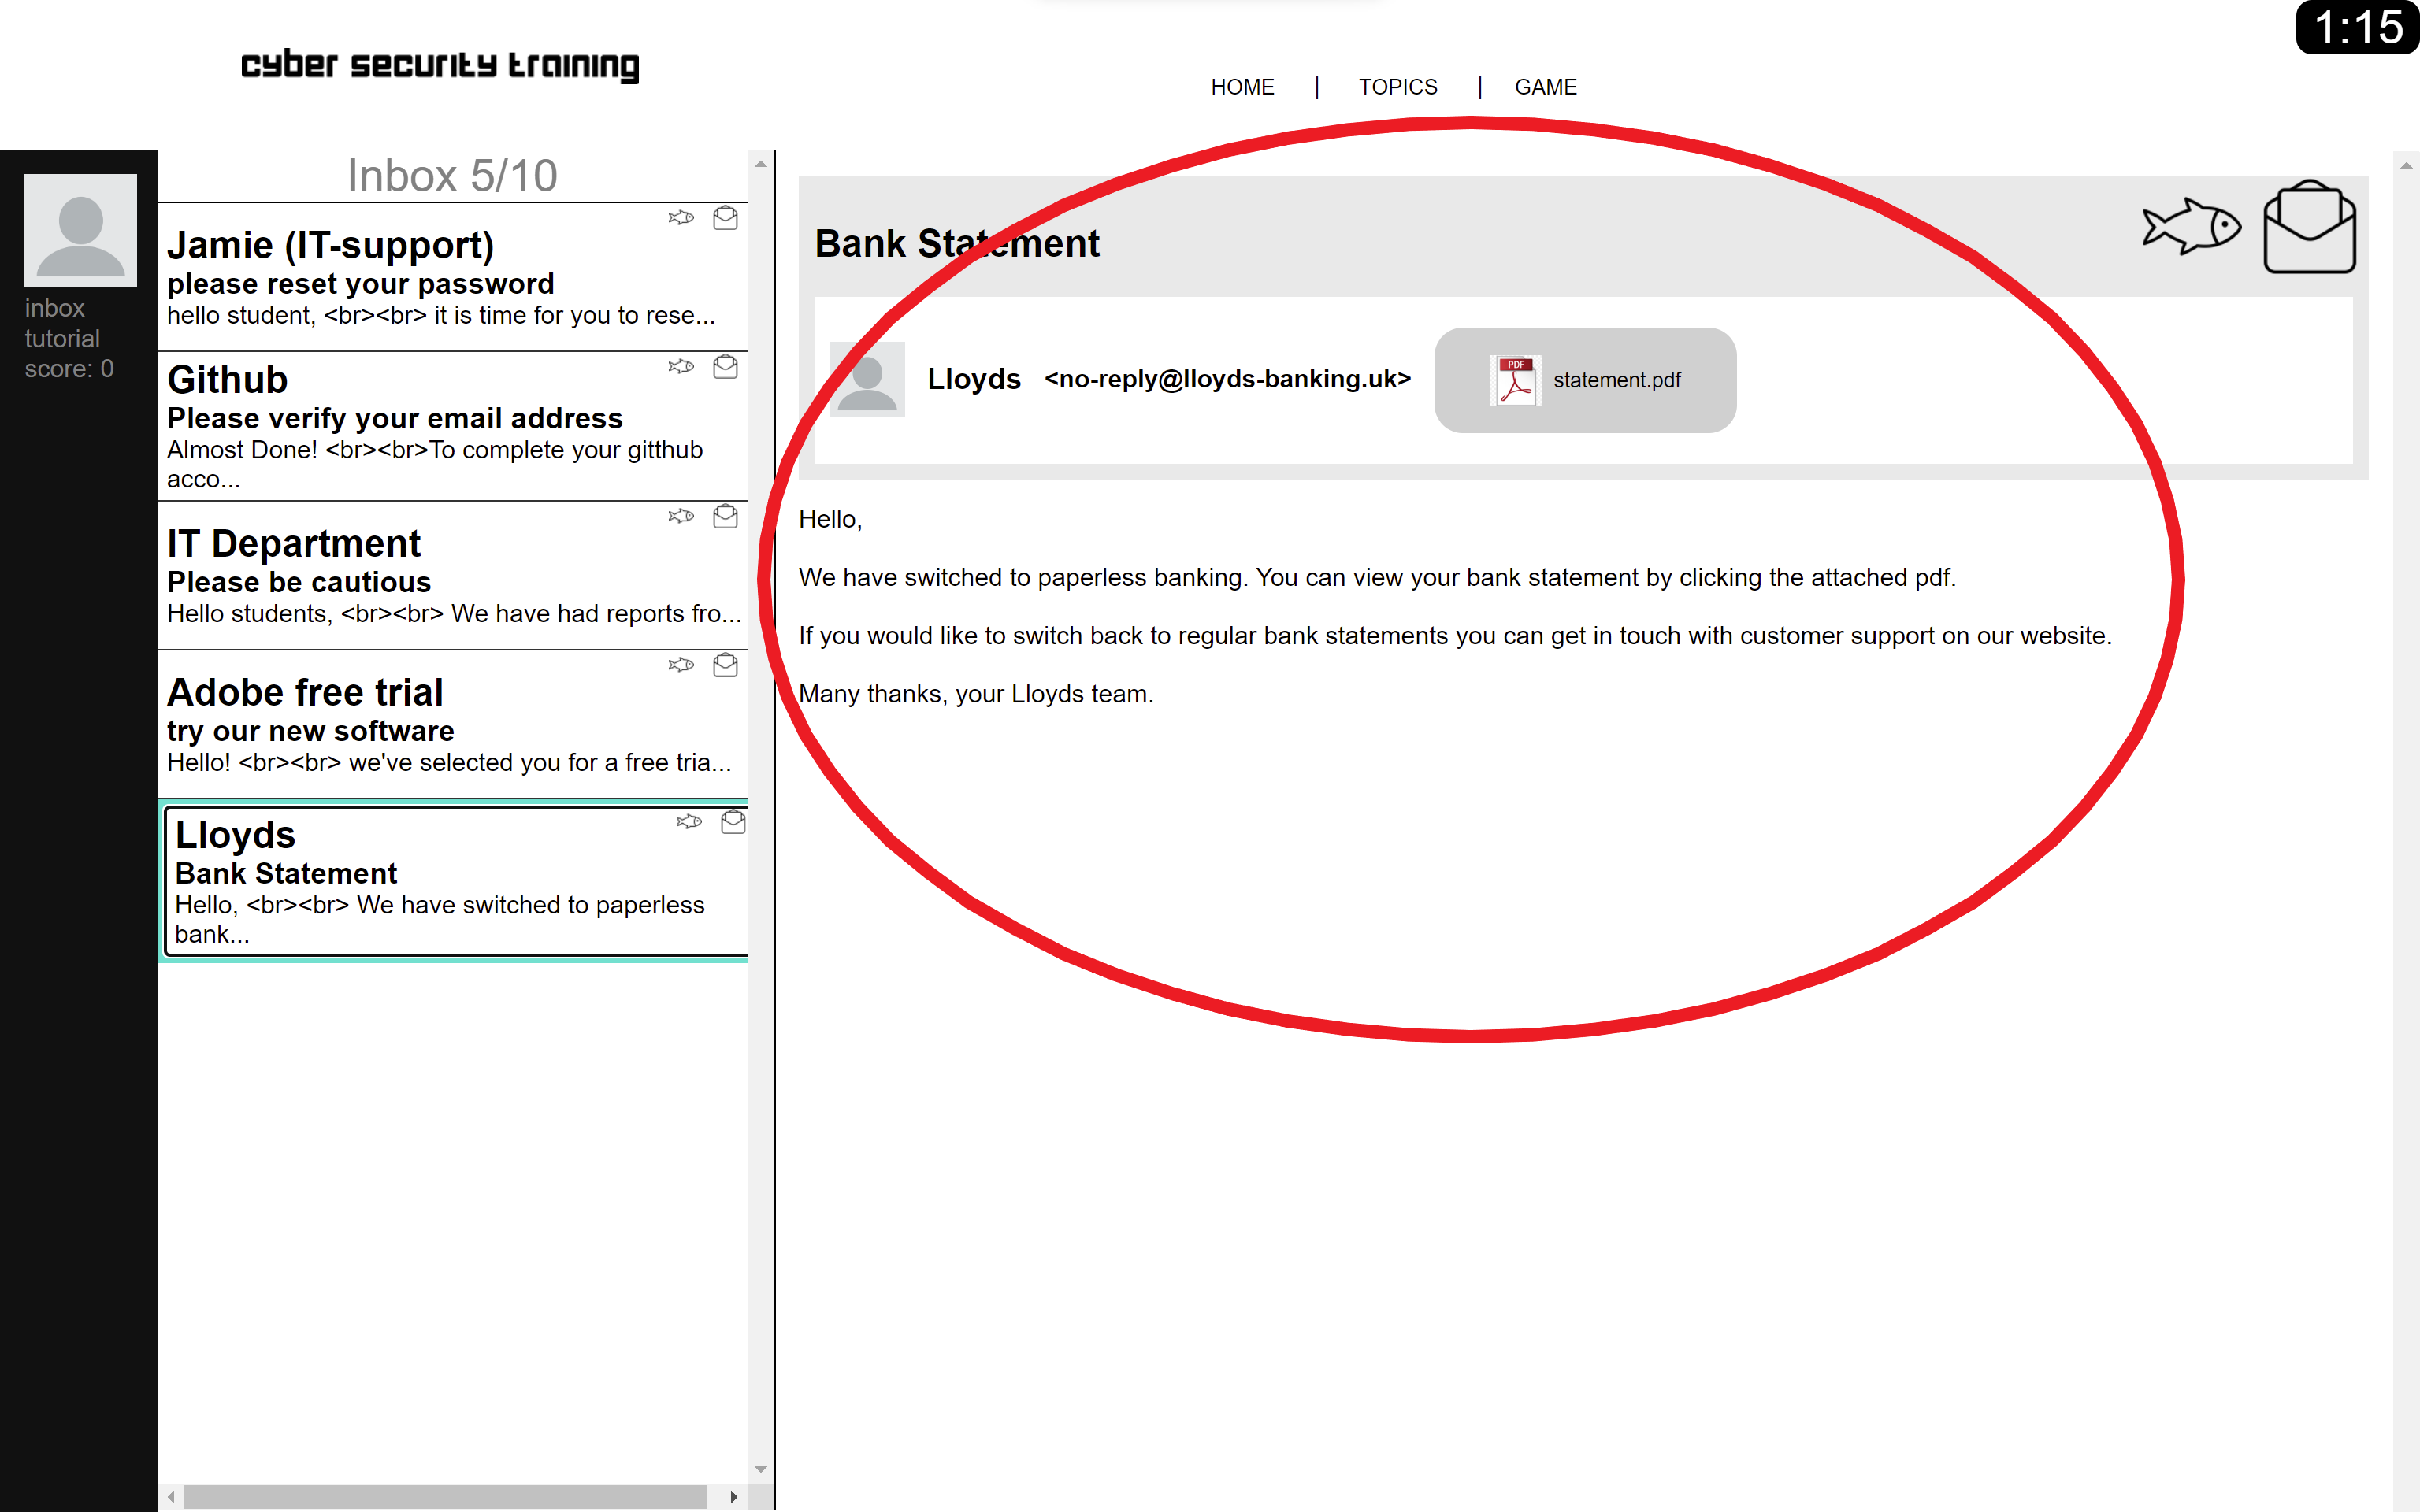 1:15
cyber security training
HOME | TOPICS | GAME
inbox
tutorial
score: 0
Inbox 5/10
Jamie (IT-support)
please reset your password
hello student, <br><br> it is time for you to rese...
Github
Please verify your email address
Almost Done! <br><br>To complete your gitthub
acco...
IT Department
Please be cautious
Hello students, <br><br> We have had reports fro...
Adobe free trial
try our new software
Hello! <br><br> we've selected you for a free tria...
Lloyds
Bank Statement
Hello, <br><br> We have switched to paperless
bank...
Bank Statement
Lloyds <no-reply@lloyds-banking.uk> PDF statement.pdf
Hello,
We have switched to paperless banking. You can view your bank statement by clicking the attached pdf.
If you would like to switch back to regular bank statements you can get in touch with customer support on our website.
Many thanks, your Lloyds team.